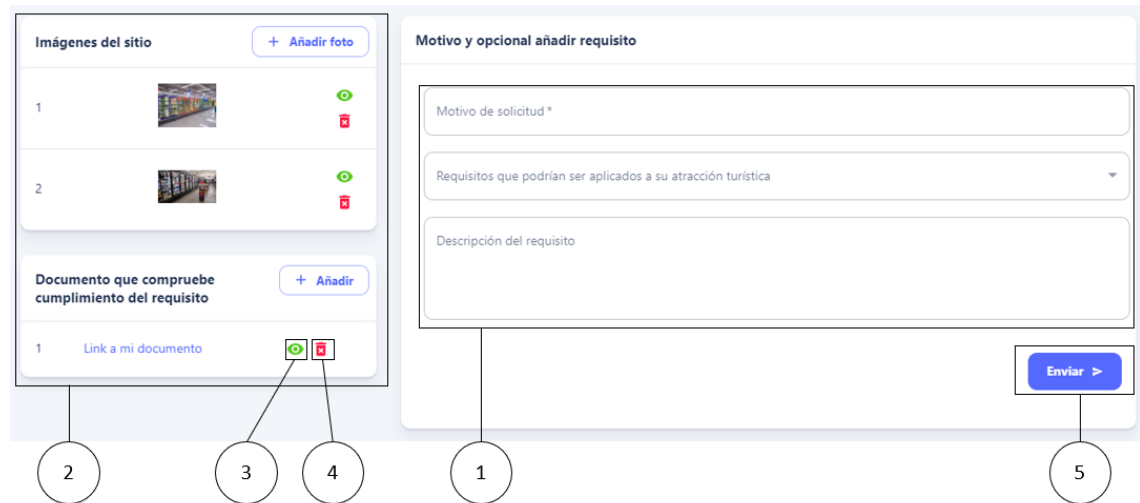 Imágenes del sitio
+ Añadir foto
1
2
Documento que compruebe
cumplimiento del requisito
+ Añadir
1 Link a mi documento
Motivo y opcional añadir requisito
Motivo de solicitud *
Requisitos que podrían ser aplicados a su atracción turística
Descripción del requisito
Enviar
2
3
4
1
5